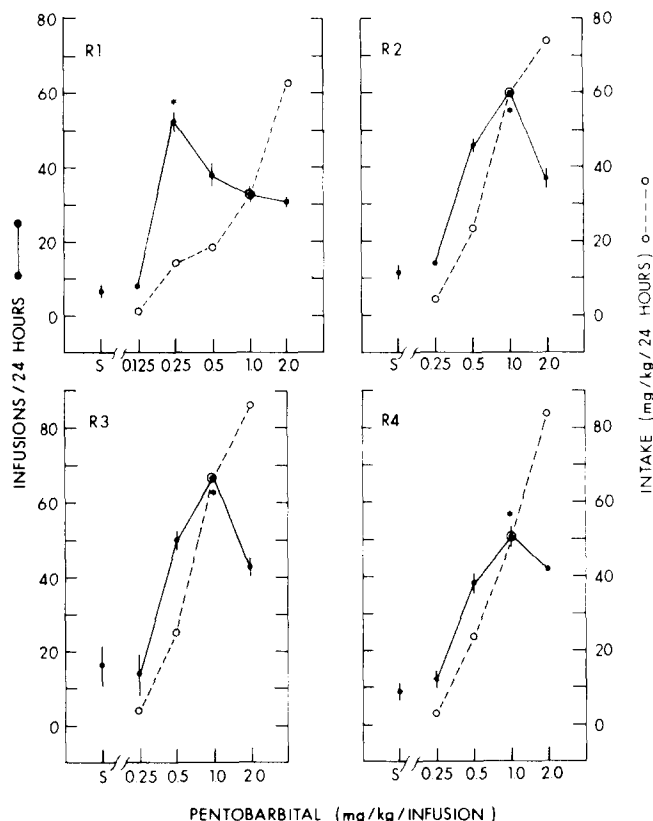 R1
R2
80
60
40
20
0
80
60
40
20
0
S 0.125 0.25 0.5 1.0 2.0
S 0.25 0.5 1.0 2.0
R3
R4
80
60
40
20
0
80
60
40
20
0
S 0.25 0.5 1.0 2.0
S 0.25 0.5 1.0 2.0
INFUSIONS / 24 HOURS
INTAKE (mg/kg/24 HOURS)
PENTOBARBITAL (mg/kg/INFUSION)